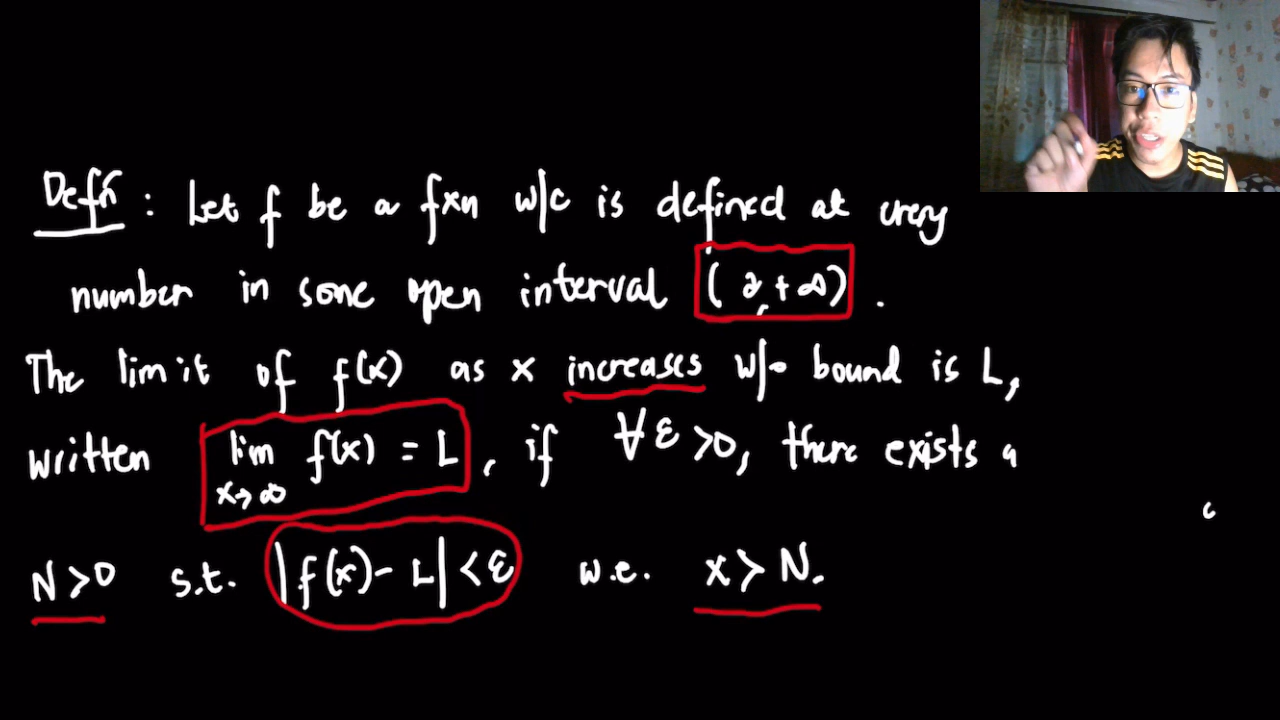 Defn : Let f be a fxn w/c is defined at every
number in some open interval (a, +∞).
The limit of f(x) as x increases w/o bound is L,
written lim x→∞ f(x) = L, if ∀ε >0, there exists a
N>0 s.t. |f(x)- L| <ε w.e. x> N.